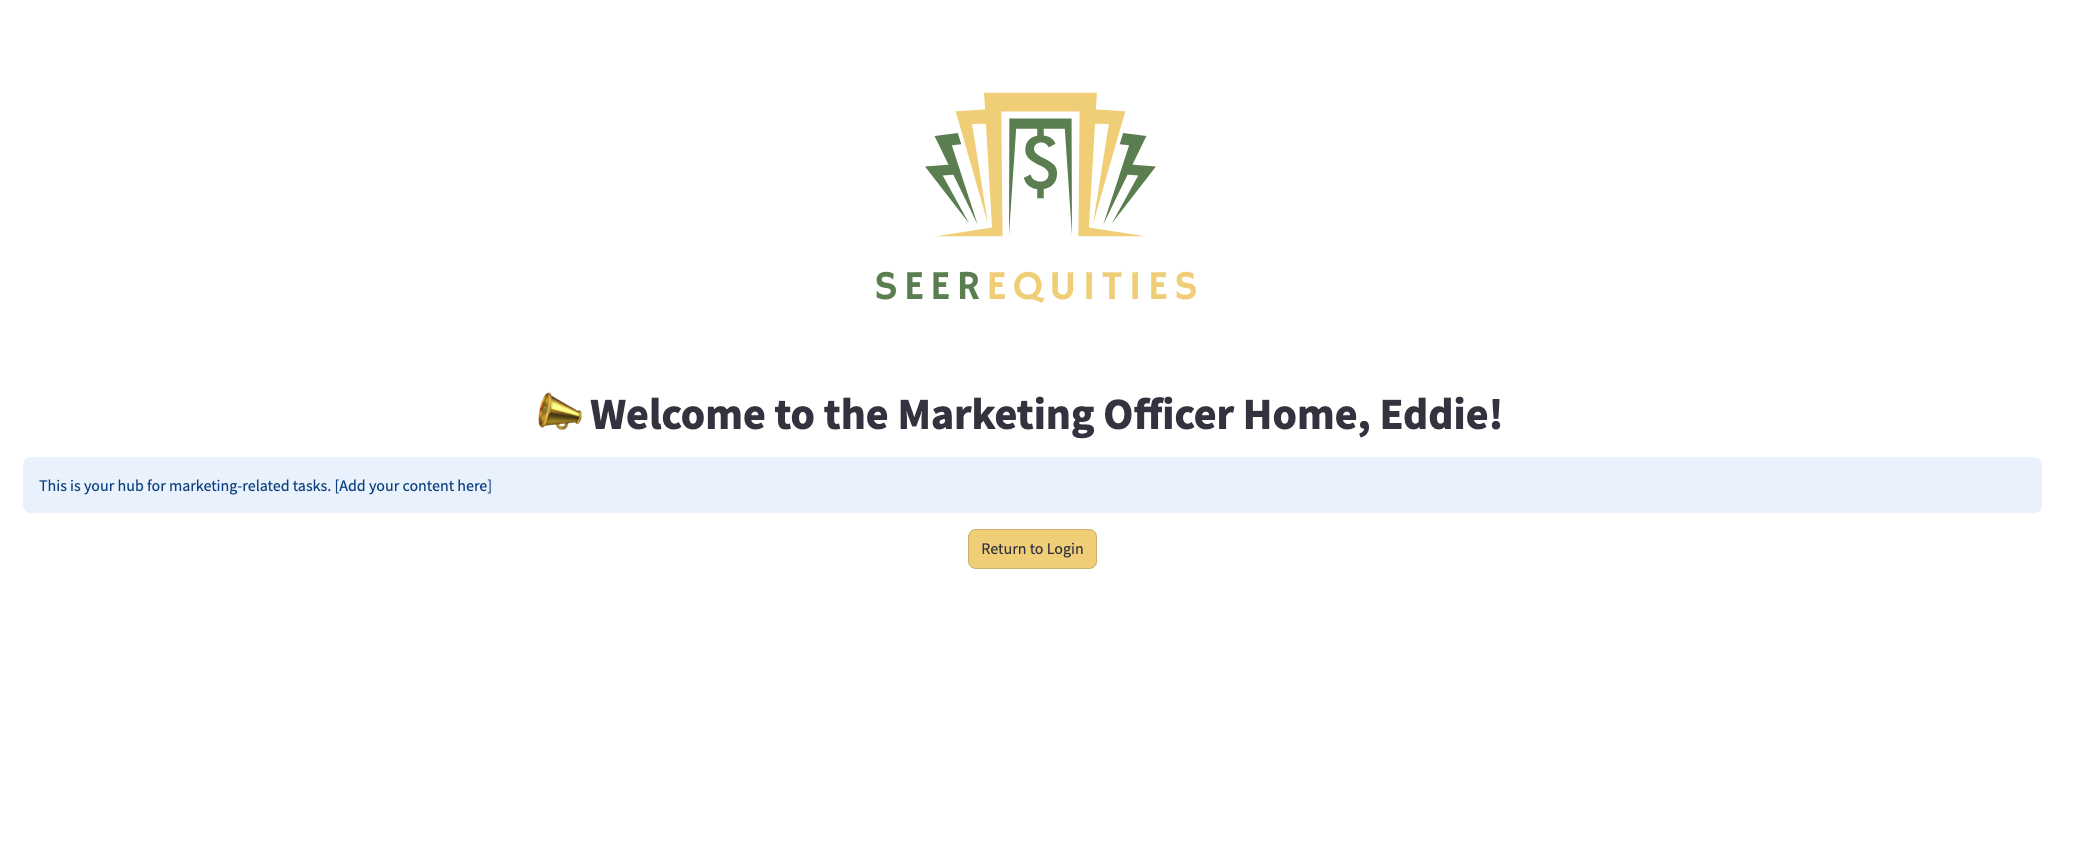 $
SEEREQUITIES
📣 Welcome to the Marketing Officer Home, Eddie!
This is your hub for marketing-related tasks. [Add your content here]
Return to Login